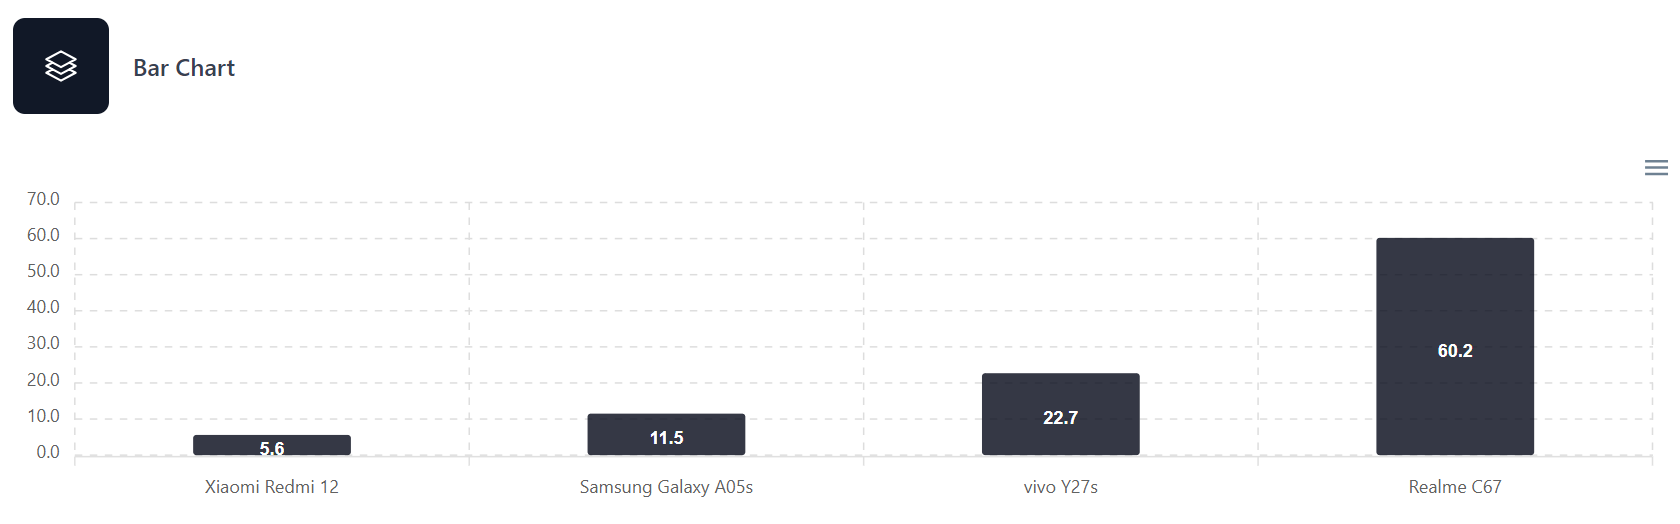 Bar Chart
70.0
60.0
50.0
40.0
30.0
20.0
10.0
0.0
5.6
11.5
22.7
60.2
Xiaomi Redmi 12
Samsung Galaxy A05s
vivo Y27s
Realme C67